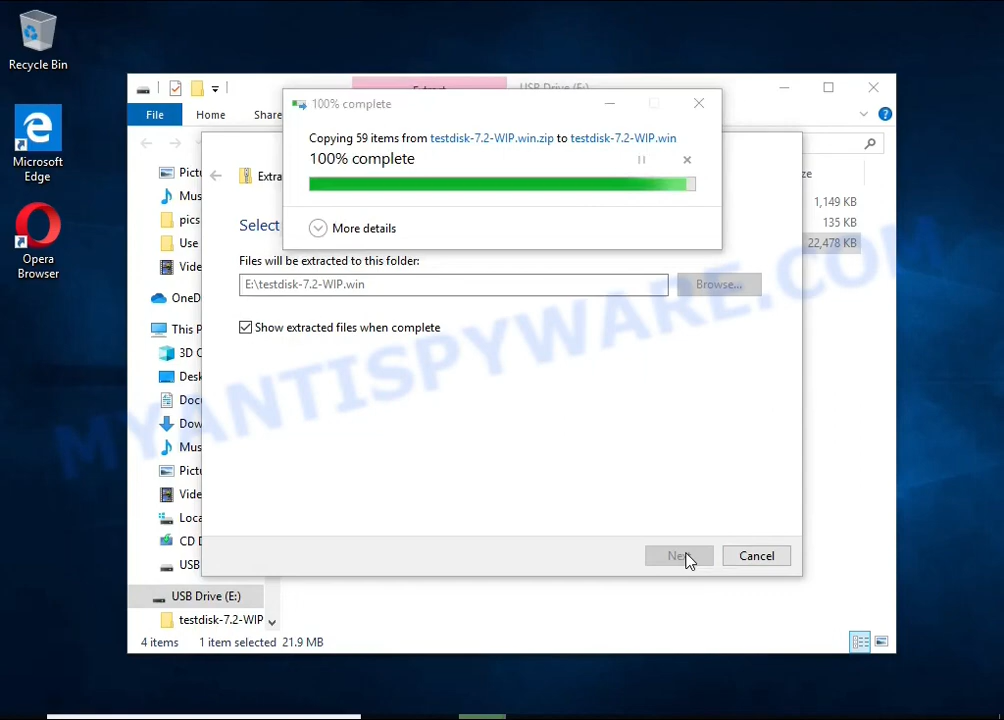 Recycle Bin
Microsoft
Edge
Opera
Browser
USB Drive (E:)
File
Home
Share
100% complete
Copying 59 items from testdisk-7.2-WIP.win.zip to testdisk-7.2-WIP.win
100% complete
More details
Extra
Select
Files will be extracted to this folder:
E:\testdisk-7.2-WIP.win
Browse...
Show extracted files when complete
Next
Cancel
Pictu
Mus
pics
Use
Vide
OneD
This P
3D C
Desk
Doc
Dow
Mus
Pictu
Vide
Loca
CD D
USB
USB Drive (E:)
testdisk-7.2-WIP
ze
1,149 KB
135 KB
22,478 KB
4 items
1 item selected 21.9 MB
MYANTISPYWARE.COM